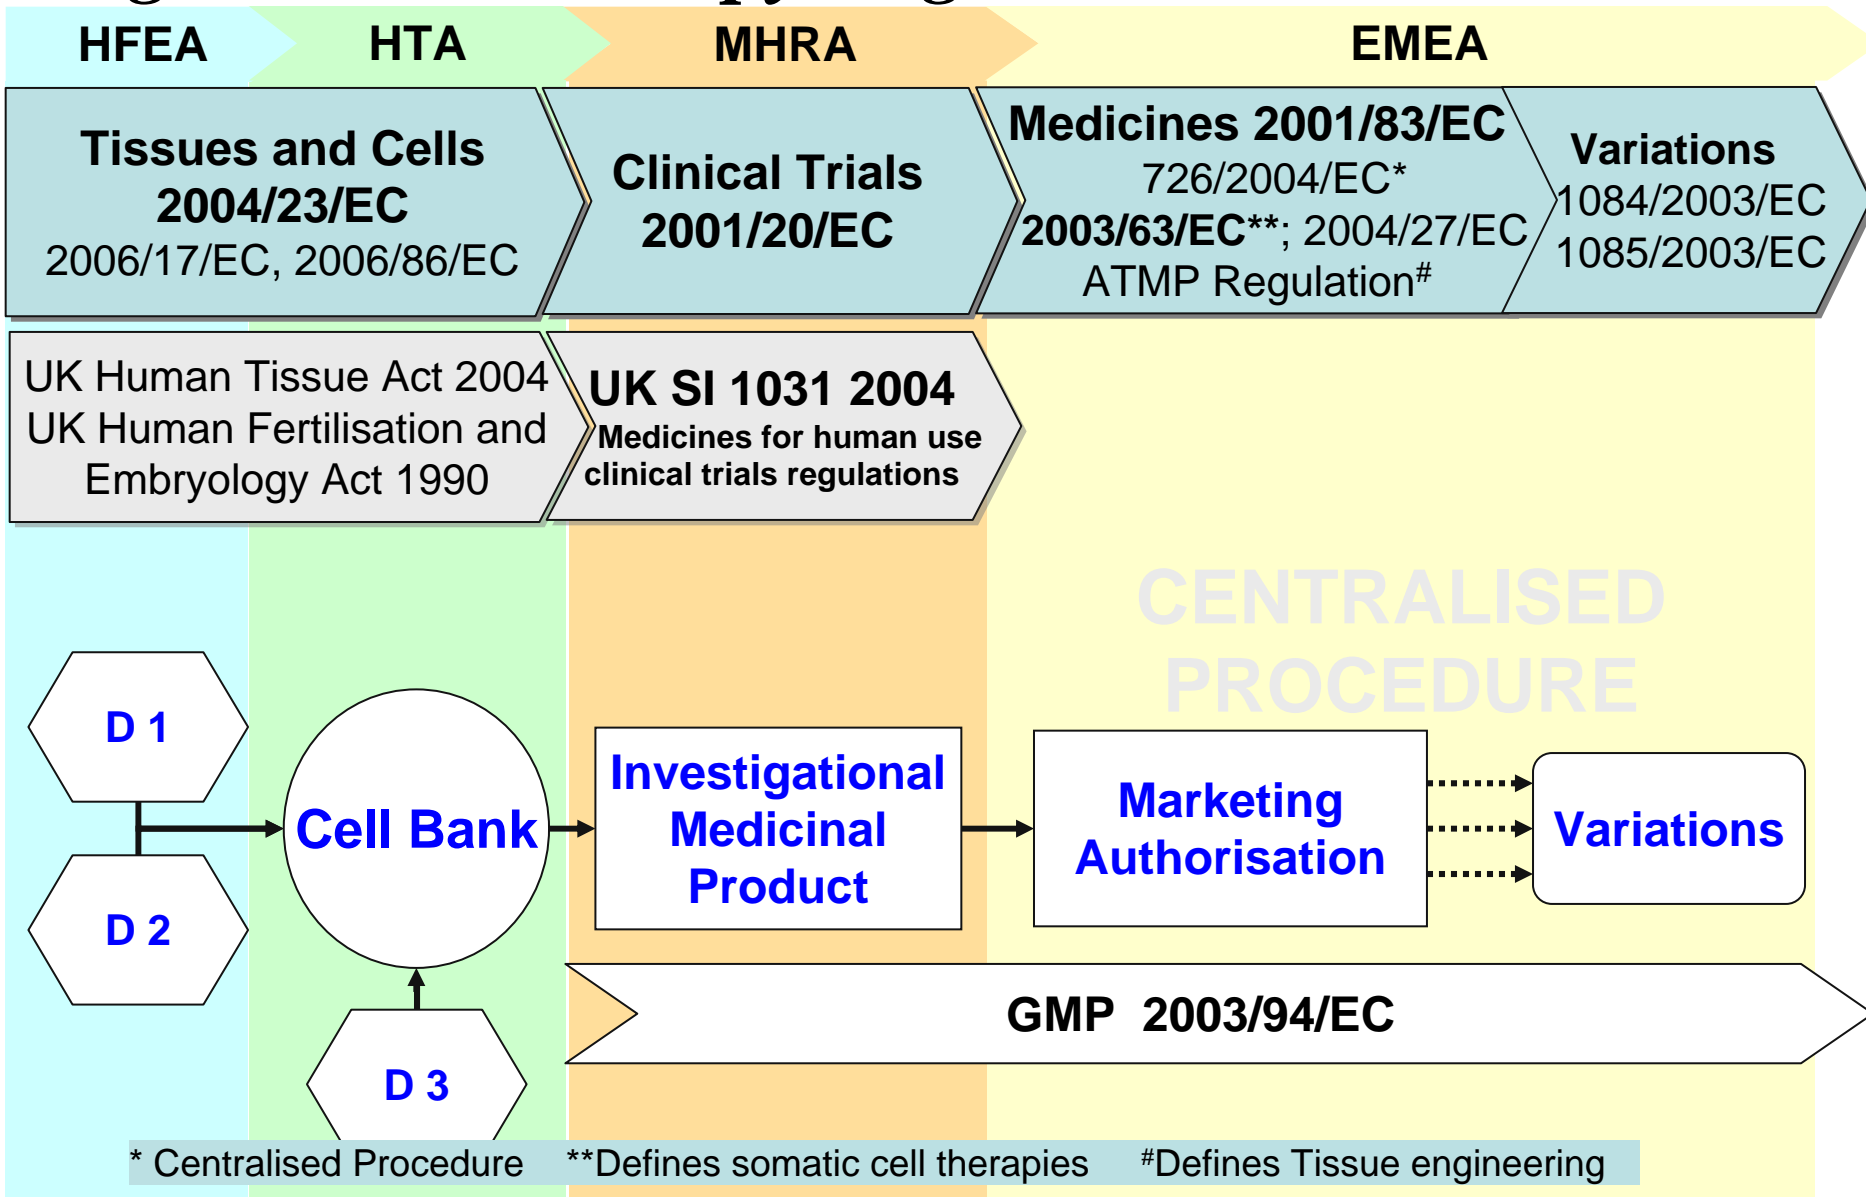 HFEA
HTA
MHRA
EMEA
Tissues and Cells
2004/23/EC
2006/17/EC, 2006/86/EC
Clinical Trials
2001/20/EC
Medicines 2001/83/EC
726/2004/EC*
2003/63/EC**; 2004/27/EC
ATMP Regulation#
Variations
1084/2003/EC
1085/2003/EC
UK Human Tissue Act 2004
UK Human Fertilisation and
Embryology Act 1990
UK SI 1031 2004
Medicines for human use
clinical trials regulations
CENTRALISED
PROCEDURE
D 1
D 2
Cell Bank
D 3
Investigational
Medicinal
Product
Marketing
Authorisation
Variations
GMP 2003/94/EC
* Centralised Procedure **Defines somatic cell therapies #Defines Tissue engineering